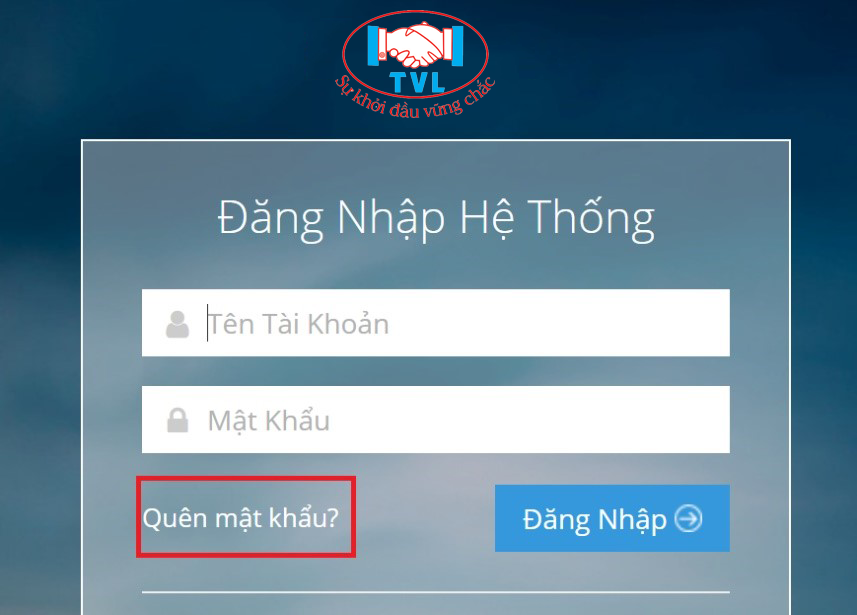 TVL
Sự khởi đầu vững chắc
Đăng Nhập Hệ Thống
Tên Tài Khoản
Mật Khẩu
Quên mật khẩu?
Đăng Nhập